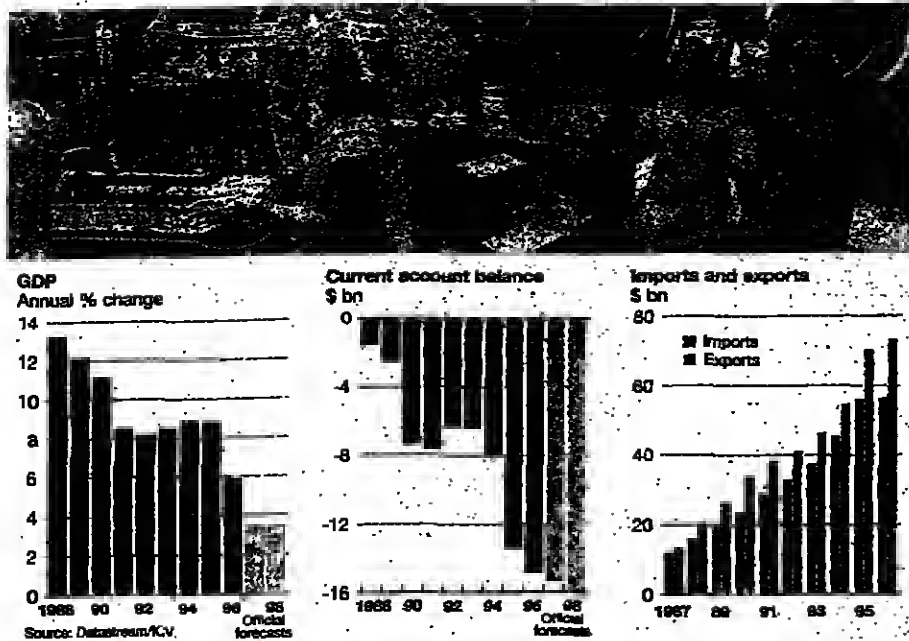 GDP
Annual % change
14
12
10
8
6
4
2
0
1988 90 92 94 96 98
Official
forecasts
Source: Datastream/ICV.
Current account balance
$ bn
0
-4
-8
-12
-16
1988 90 92 94 96 98
Official
forecasts
Imports and exports
$ bn
80
Imports
Exports
60
40
20
0
1987 89 91 93 95